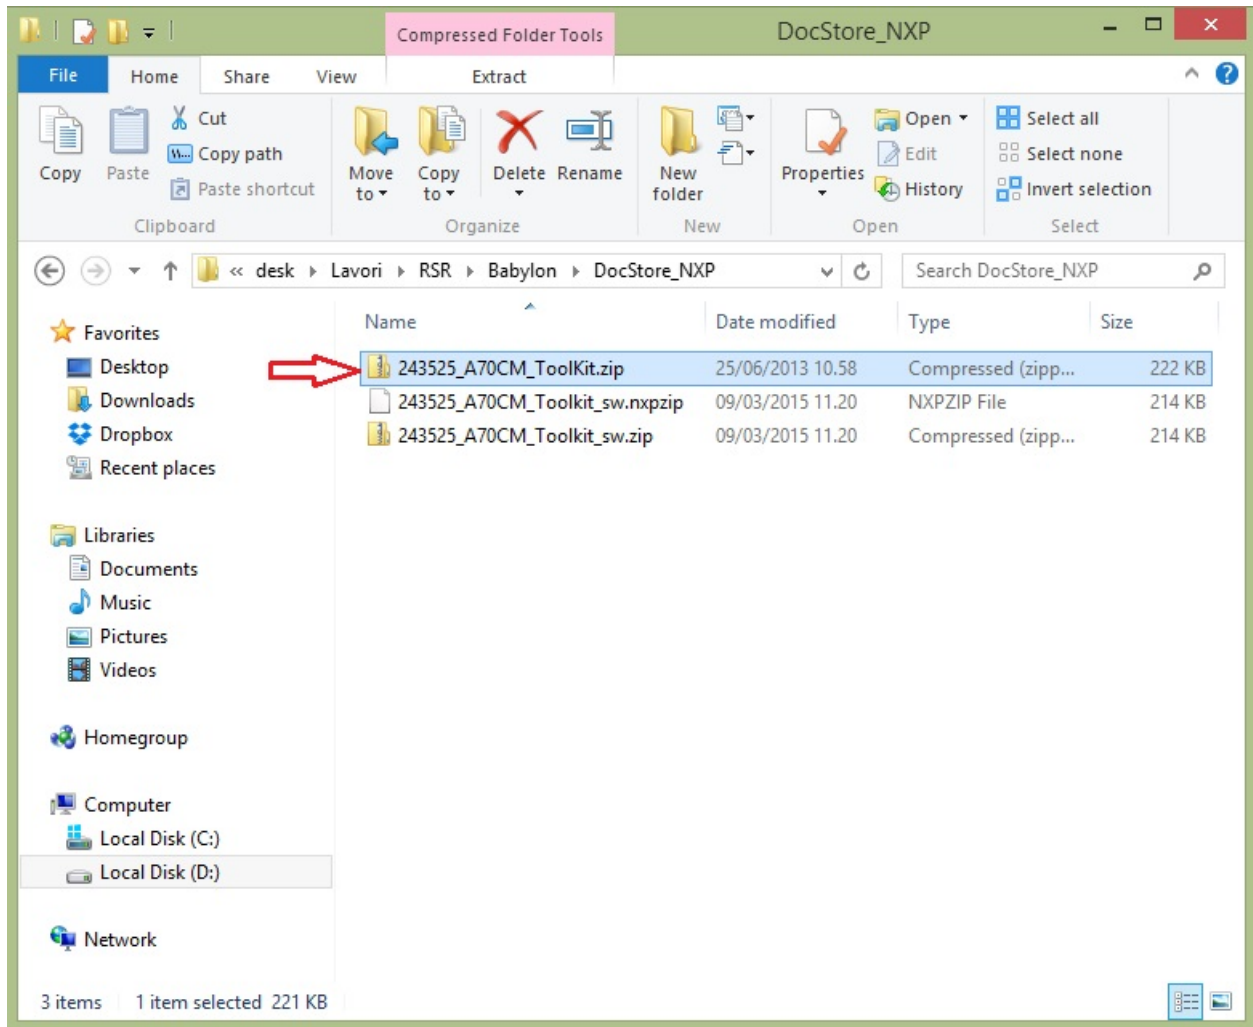 Compressed Folder Tools
DocStore_NXP
File Home Share View Extract
Copy
Paste
Cut
Copy path
Paste shortcut
Clipboard
Move to
Copy to
Delete
Rename
Organize
New folder
New
Properties
Open
Edit
History
Open
Select all
Select none
Invert selection
Select
« desk Lavori RSR Babylon DocStore_NXP
Search DocStore_NXP
Name Date modified Type Size
243525_A70CM_ToolKit.zip 25/06/2013 10.58 Compressed (zipp... 222 KB
243525_A70CM_Toolkit_sw.nxpzip 09/03/2015 11.20 NXPZIP File 214 KB
243525_A70CM_Toolkit_sw.zip 09/03/2015 11.20 Compressed (zipp... 214 KB
Favorites
Desktop
Downloads
Dropbox
Recent places
Libraries
Documents
Music
Pictures
Videos
Homegroup
Computer
Local Disk (C:)
Local Disk (D:)
Network
3 items 1 item selected 221 KB